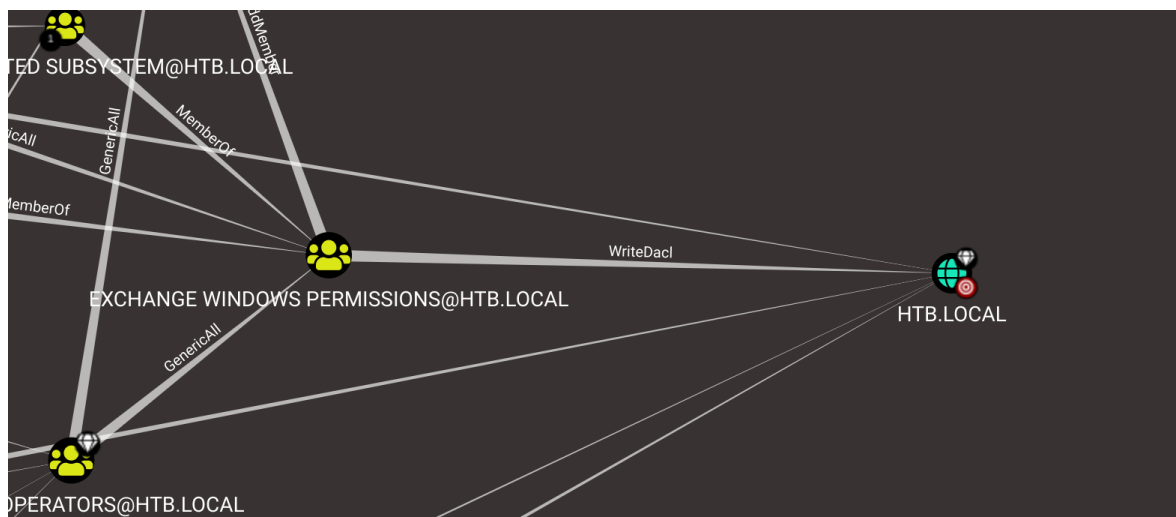 TED SUBSYSTEM@HTB.LOCAL
ddMember
GenericAll
MemberOf
icAll
MemberOf
WriteDacl
EXCHANGE WINDOWS PERMISSIONS@HTB.LOCAL
HTB.LOCAL
GenericAll
OPERATORS@HTB.LOCAL